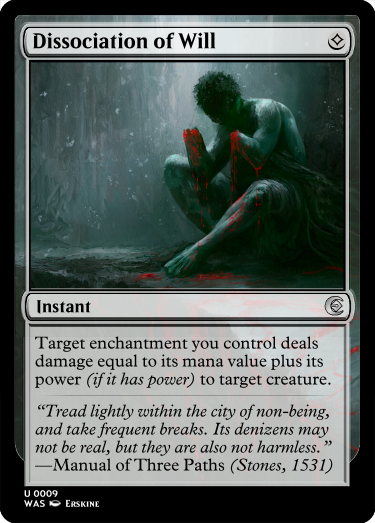 Dissociation of Will
Instant
Target enchantment you control deals
damage equal to its mana value plus its
power (if it has power) to target creature.
“Tread lightly within the city of non-being,
and take frequent breaks. Its denizens may
not be real, but they are also not harmless.”
—Manual of Three Paths (Stones, 1531)
U 0009
WAS Erskine